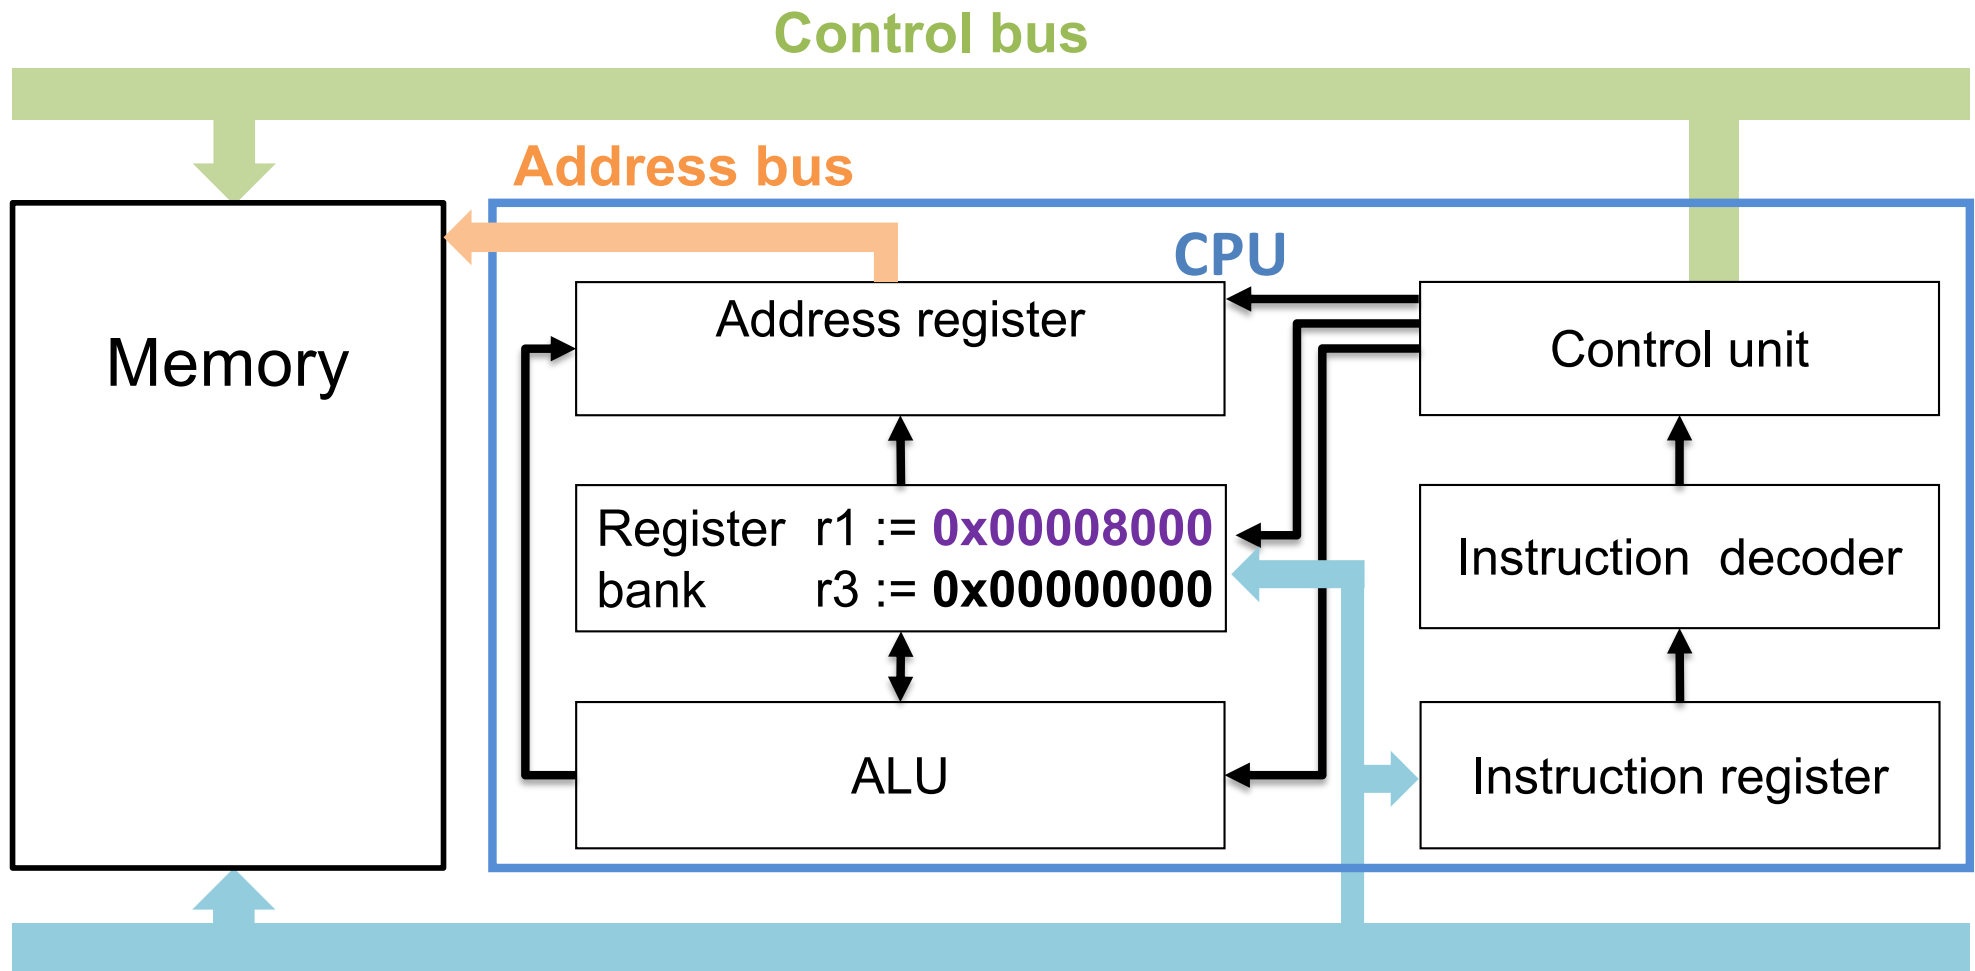 Control bus
Address bus
CPU
Memory
Address register
Control unit
Register r1 := 0x00008000
bank r3 := 0x00000000
Instruction decoder
ALU
Instruction register